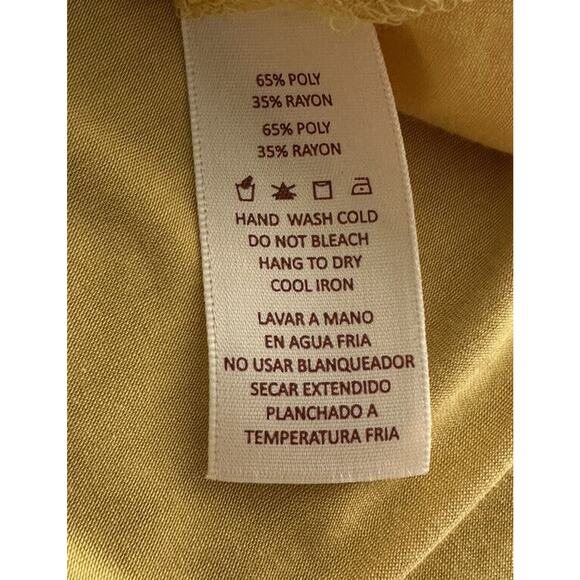 65% POLY
35% RAYON
65% POLY
35% RAYON
HAND WASH COLD
DO NOT BLEACH
HANG TO DRY
COOL IRON
LAVAR A MANO
EN AGUA FRIA
NO USAR BLANQUEADOR
SECAR EXTENDIDO
PLANCHADO A
TEMPERATURA FRIA